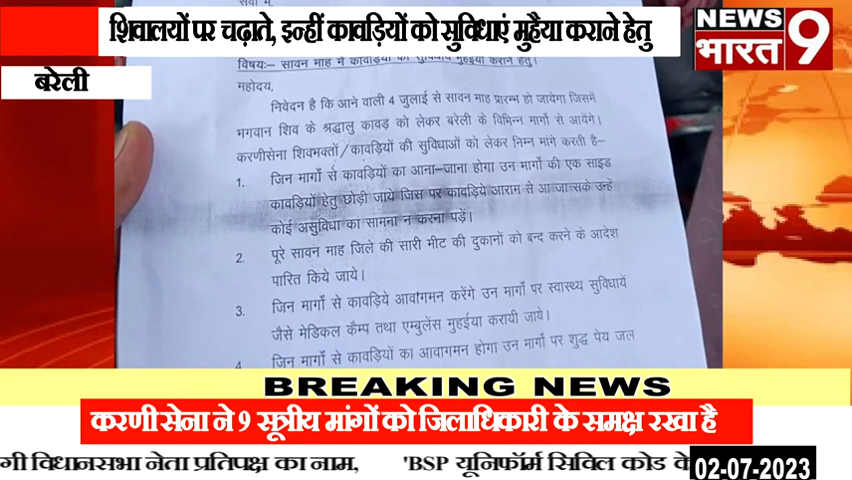 शिवालयों पर चढ़ाते, इन्हीं कावड़ियों को सुविधाएं मुहैया कराने हेतु
NEWS
भारत 9
बरेली
सेवा में,
विषयः– सावन माह में कावड़ियों को सुविधाये मुहईया कराने हेतु।
महोदय,
निवेदन है कि आने वाली 4 जुलाई से सावन माह प्रारम्भ हो जायेगा जिसमें
भगवान शिव के श्रद्धालु कावड़ को लेकर बरेली के विभिन्न मार्गो से आयेंगे।
करणीसेना शिवभक्तों/कावड़ियों की सुविधाओं को लेकर निम्न मांगे करती है–
1. जिन मार्गो से कावड़ियों का आना–जाना होगा उन मार्गो की एक साइड
कावड़ियों हेतु छोड़ी जाये जिस पर कावड़िये आराम से आ जा सके उन्हें
कोई असुविधा का सामना न करना पड़ें।
2. पूरे सावन माह जिले की सारी मीट की दुकानों को बन्द करने के आदेश
पारित किये जाये।
3. जिन मार्गो से कावड़िये आवांगमन करेंगे उन मार्गो पर स्वास्थ्य सुविधायें
जैसे मेडिकल कैम्प तथा एम्बुलेंस मुहईया करायी जाये।
4. जिन मार्गो से कावड़ियों का आवागमन होगा उन मार्गो पर शुद्ध पेय जल
BREAKING NEWS
करणी सेना ने 9 सूत्रीय मांगों को जिलाधिकारी के समक्ष रखा है
गी विधानसभा नेता प्रतिपक्ष का नाम, 'BSP यूनिफॉर्म सिविल कोड के
02-07-2023